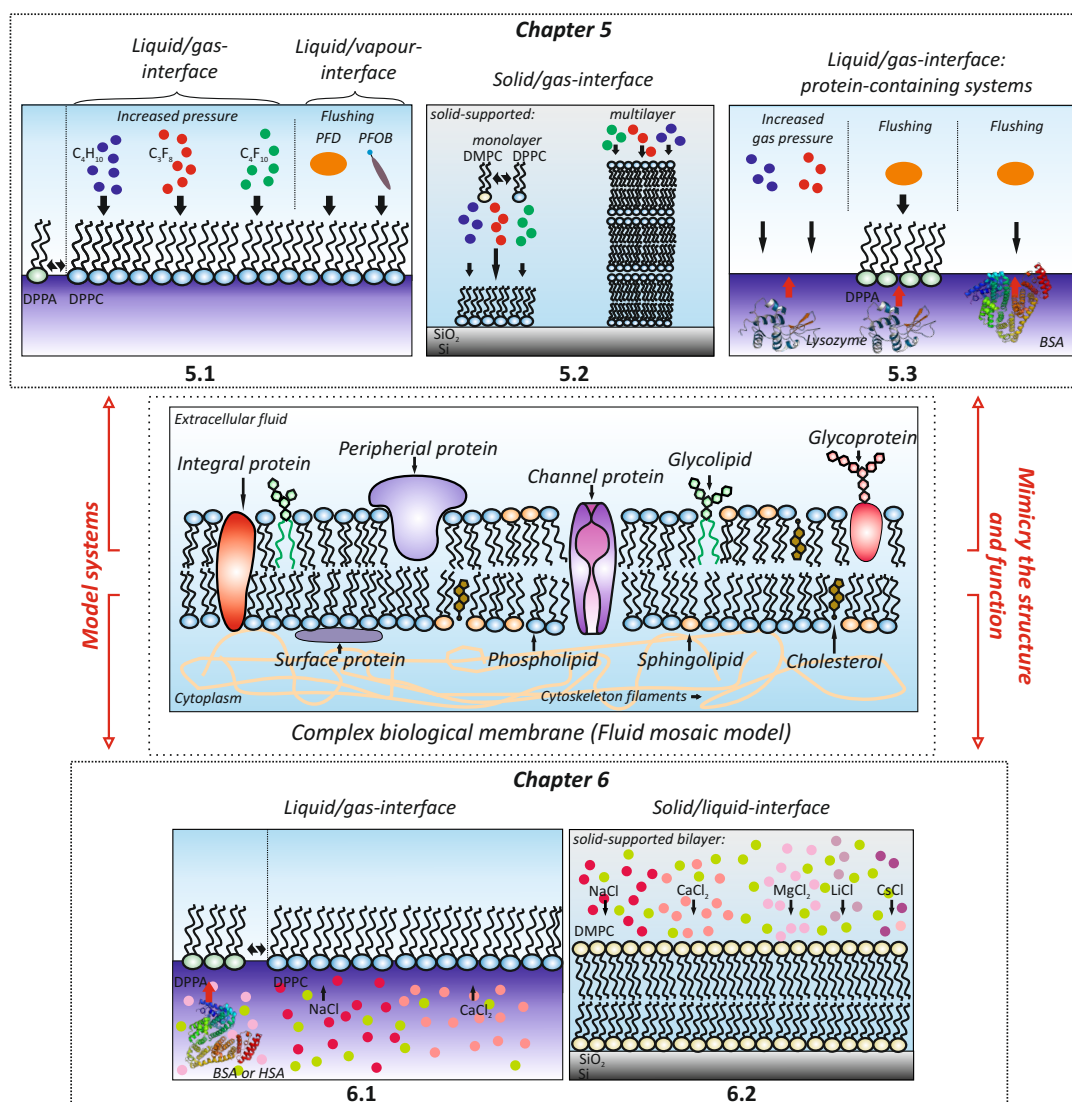 Chapter 5
Liquid/gas-
interface
Liquid/vapour-
interface
Increased pressure
Flushing
PFD
PFOB
C4H10
C3F8
C4F10
DPPA
DPPC
5.1
Solid/gas-interface
solid-supported:
multilayer
monolayer
DMPC
DPPC
SiO2
Si
5.2
Liquid/gas-interface:
protein-containing systems
Increased
gas pressure
Flushing
Flushing
DPPA
Lysozyme
BSA
5.3
Model systems
Extracellular fluid
Integral protein
Peripherial protein
Channel protein
Glycolipid
Glycoprotein
Surface protein
Phospholipid
Sphingolipid
Cholesterol
Cytoplasm
Cytoskeleton filaments
Complex biological membrane (Fluid mosaic model)
Mimicry the structure
and function
Chapter 6
Liquid/gas-interface
DPPA
DPPC
NaCl
CaCl2
BSA or HSA
6.1
Solid/liquid-interface
solid-supported bilayer:
NaCl
CaCl2
MgCl2
LiCl
CsCl
DMPC
SiO2
Si
6.2